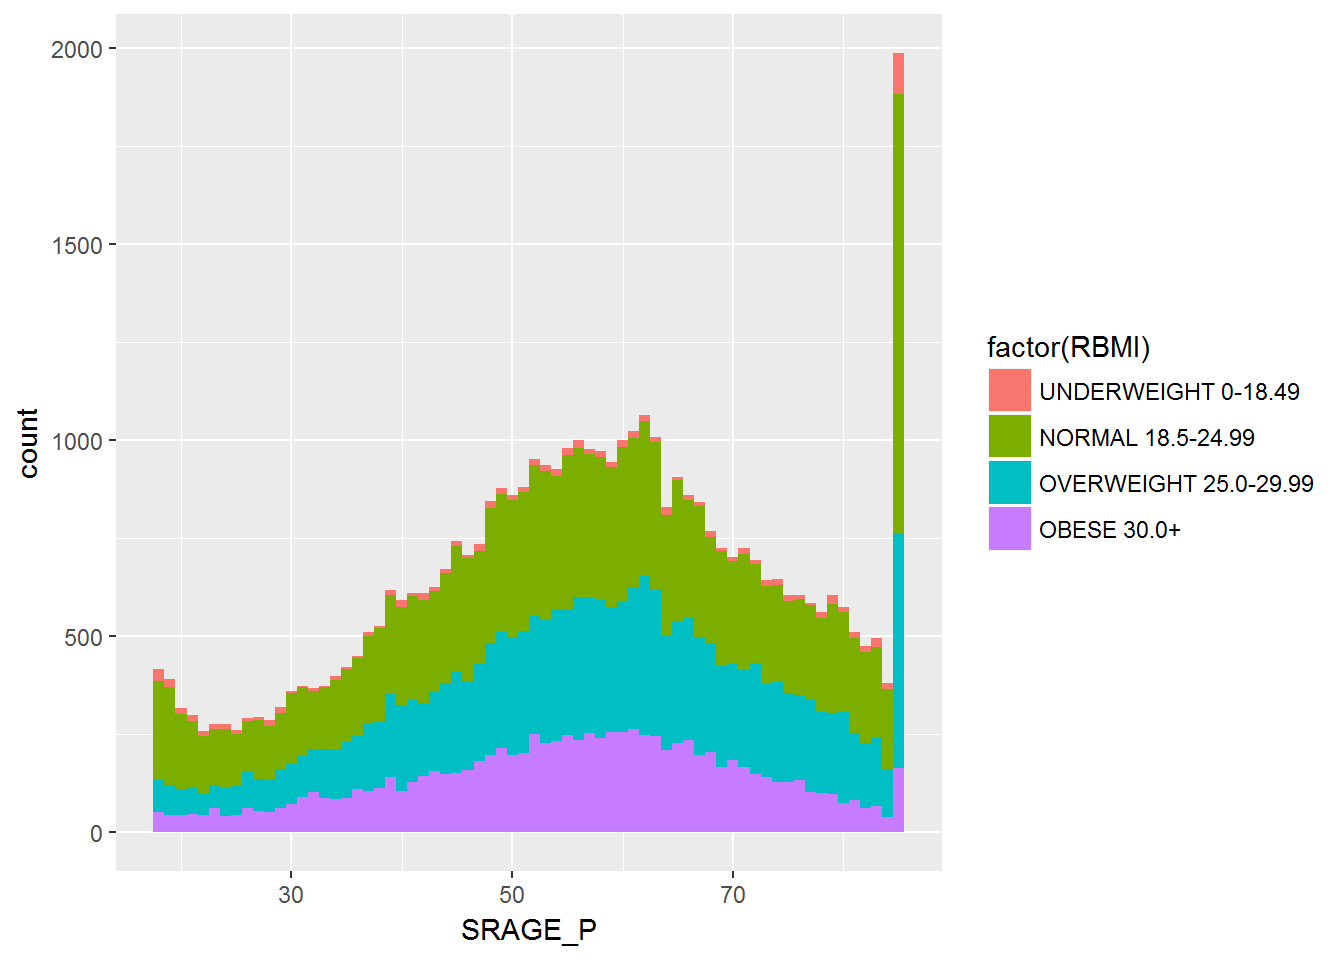 2000
1500
1000
500
0
count
30
50
70
SRAGE_P
factor(RBMI)
UNDERWEIGHT 0-18.49
NORMAL 18.5-24.99
OVERWEIGHT 25.0-29.99
OBESE 30.0+